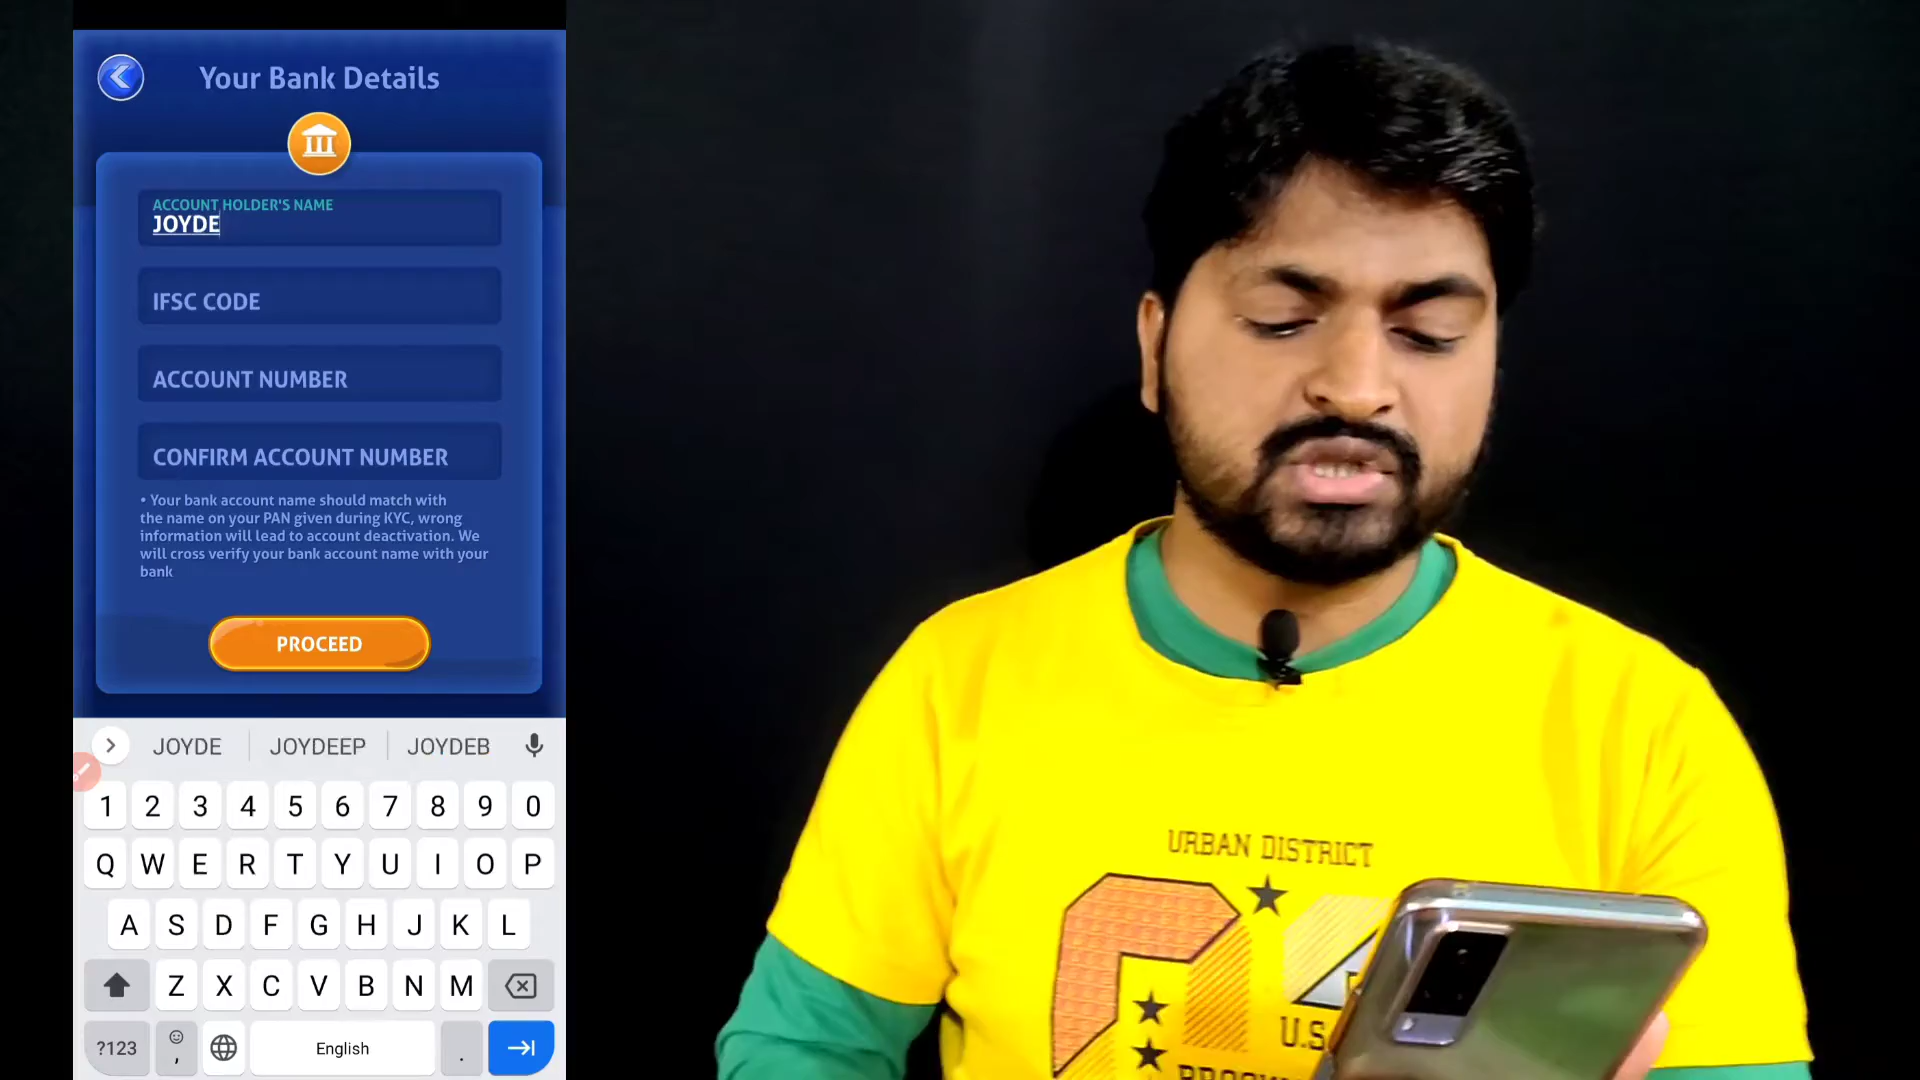 Your Bank Details
ACCOUNT HOLDER'S NAME
JOYDE
IFSC CODE
ACCOUNT NUMBER
CONFIRM ACCOUNT NUMBER
• Your bank account name should match with
the name on your PAN given during KYC, wrong
information will lead to account deactivation. We
will cross verify your bank account name with your
bank
PROCEED
JOYDE JOYDEEP JOYDEB
1 2 3 4 5 6 7 8 9 0
Q W E R T Y U I O P
A S D F G H J K L
Z X C V B N M
?123 , English .
URBAN DISTRICT
U.S.